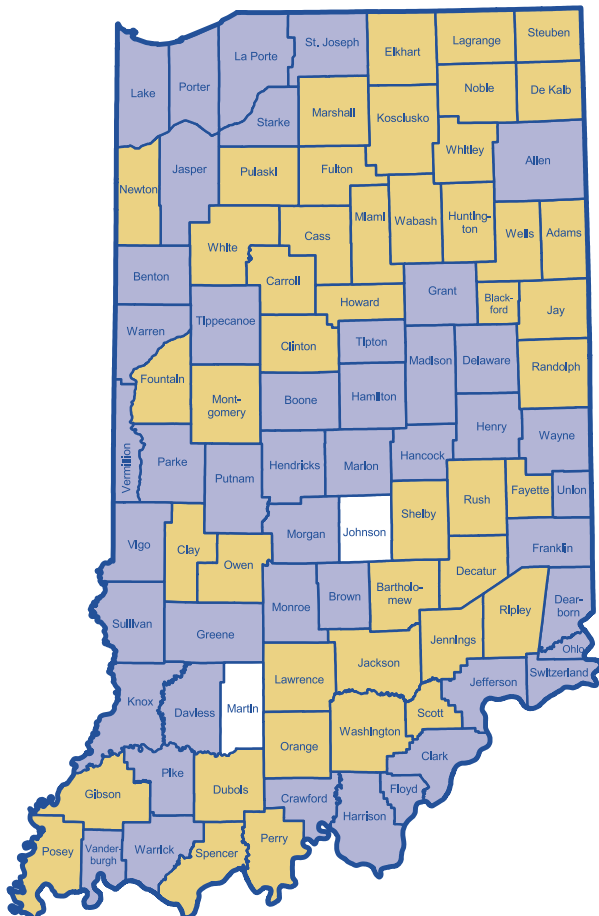 St. Joseph
La Porte
Elkhart
Lagrange
Steuben
Porter
Lake
Noble
De Kalb
Marshall
Kosciusko
Starke
Whitley
Allen
Jasper
Pulaski
Fulton
Newton
Miami
Wabash
Hunting-
ton
Wells
Adams
White
Cass
Benton
Carroll
Grant
Black-
ford
Jay
Howard
Tippecanoe
Warren
Clinton
Tipton
Madison
Delaware
Randolph
Fountain
Mont-
gomery
Boone
Hamilton
Henry
Wayne
Vermillion
Parke
Putnam
Hendricks
Marion
Hancock
Rush
Fayette
Union
Shelby
Morgan
Johnson
Vigo
Clay
Owen
Franklin
Decatur
Monroe
Brown
Bartholo-
mew
Ripley
Dear-
born
Sullivan
Greene
Jennings
Ohio
Jackson
Lawrence
Jefferson
Switzerland
Knox
Daviess
Martin
Scott
Washington
Orange
Clark
Pike
Dubois
Gibson
Crawford
Floyd
Harrison
Perry
Spencer
Warrick
Vander-
burgh
Posey